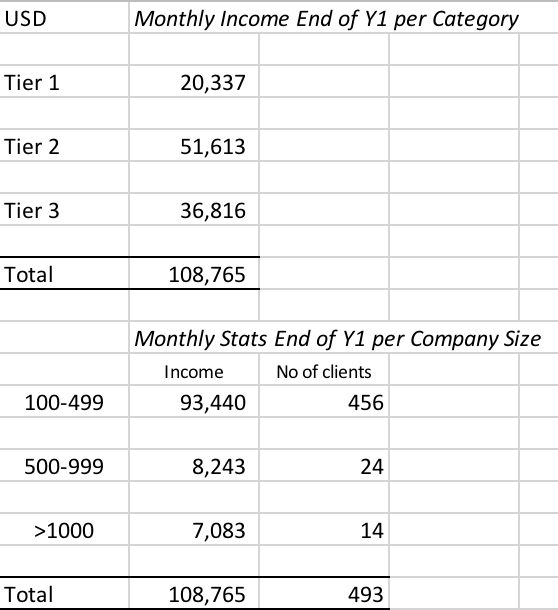 USD Monthly Income End of Y1 per Category
Tier 1 20,337
Tier 2 51,613
Tier 3 36,816
Total 108,765
Monthly Stats End of Y1 per Company Size
Income No of clients
100-499 93,440 456
500-999 8,243 24
>1000 7,083 14
Total 108,765 493